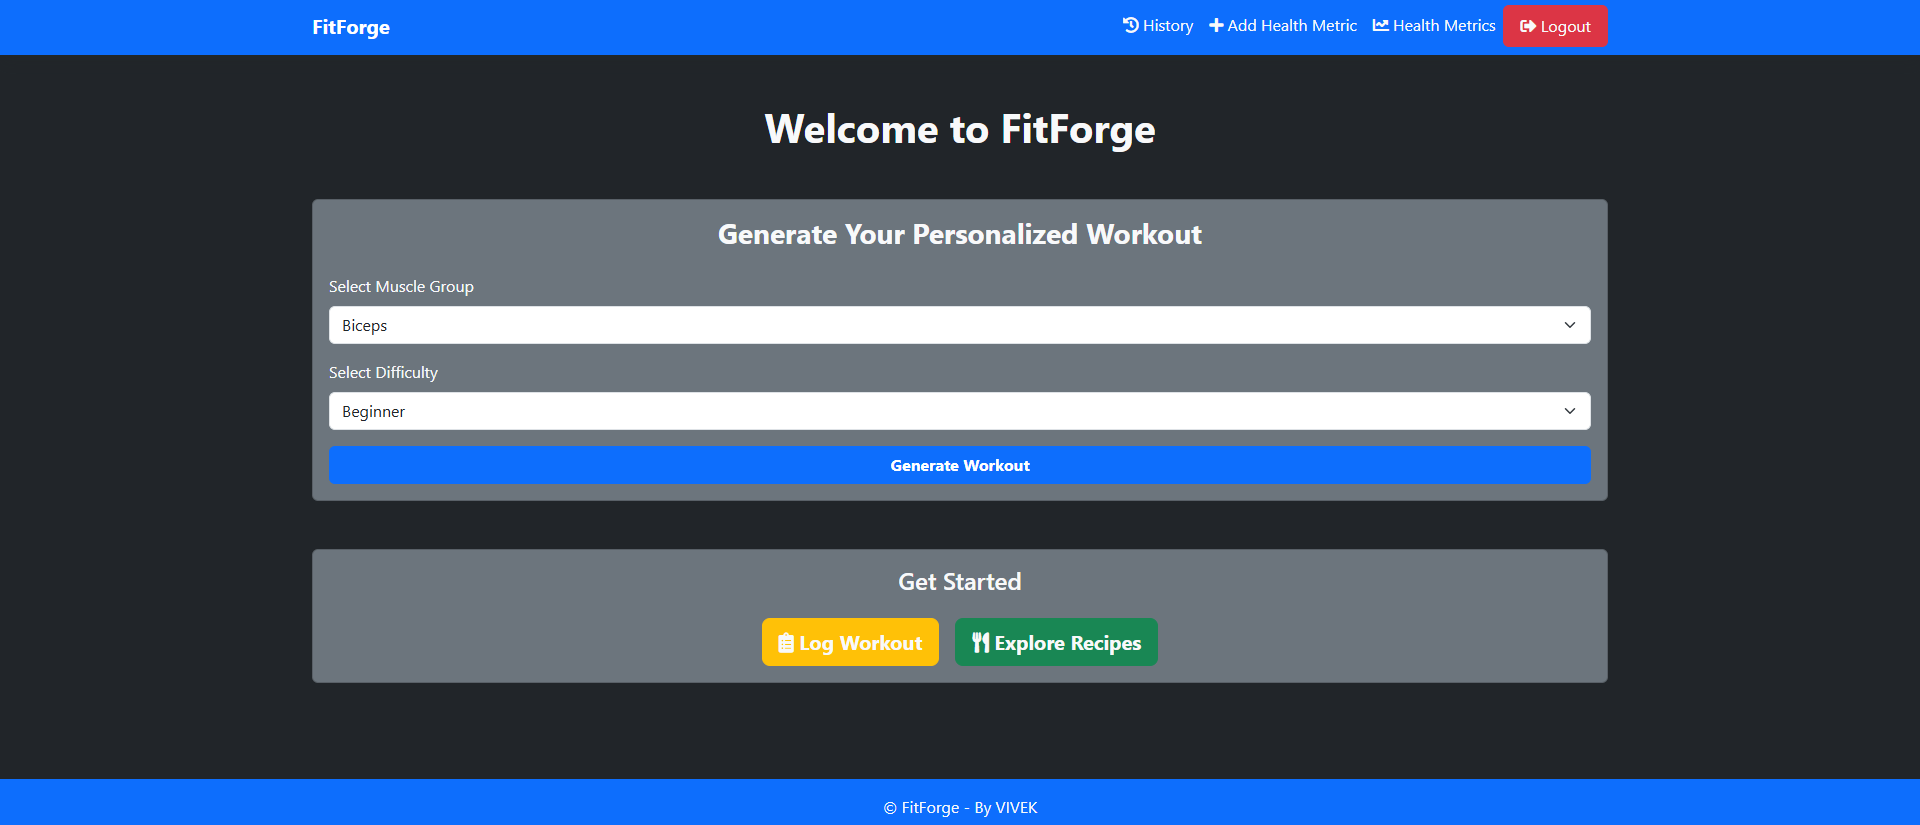 FitForge
History
Add Health Metric
Health Metrics
Logout
Welcome to FitForge
Generate Your Personalized Workout
Select Muscle Group
Biceps
Select Difficulty
Beginner
Generate Workout
Get Started
Log Workout
Explore Recipes
© FitForge - By VIVEK